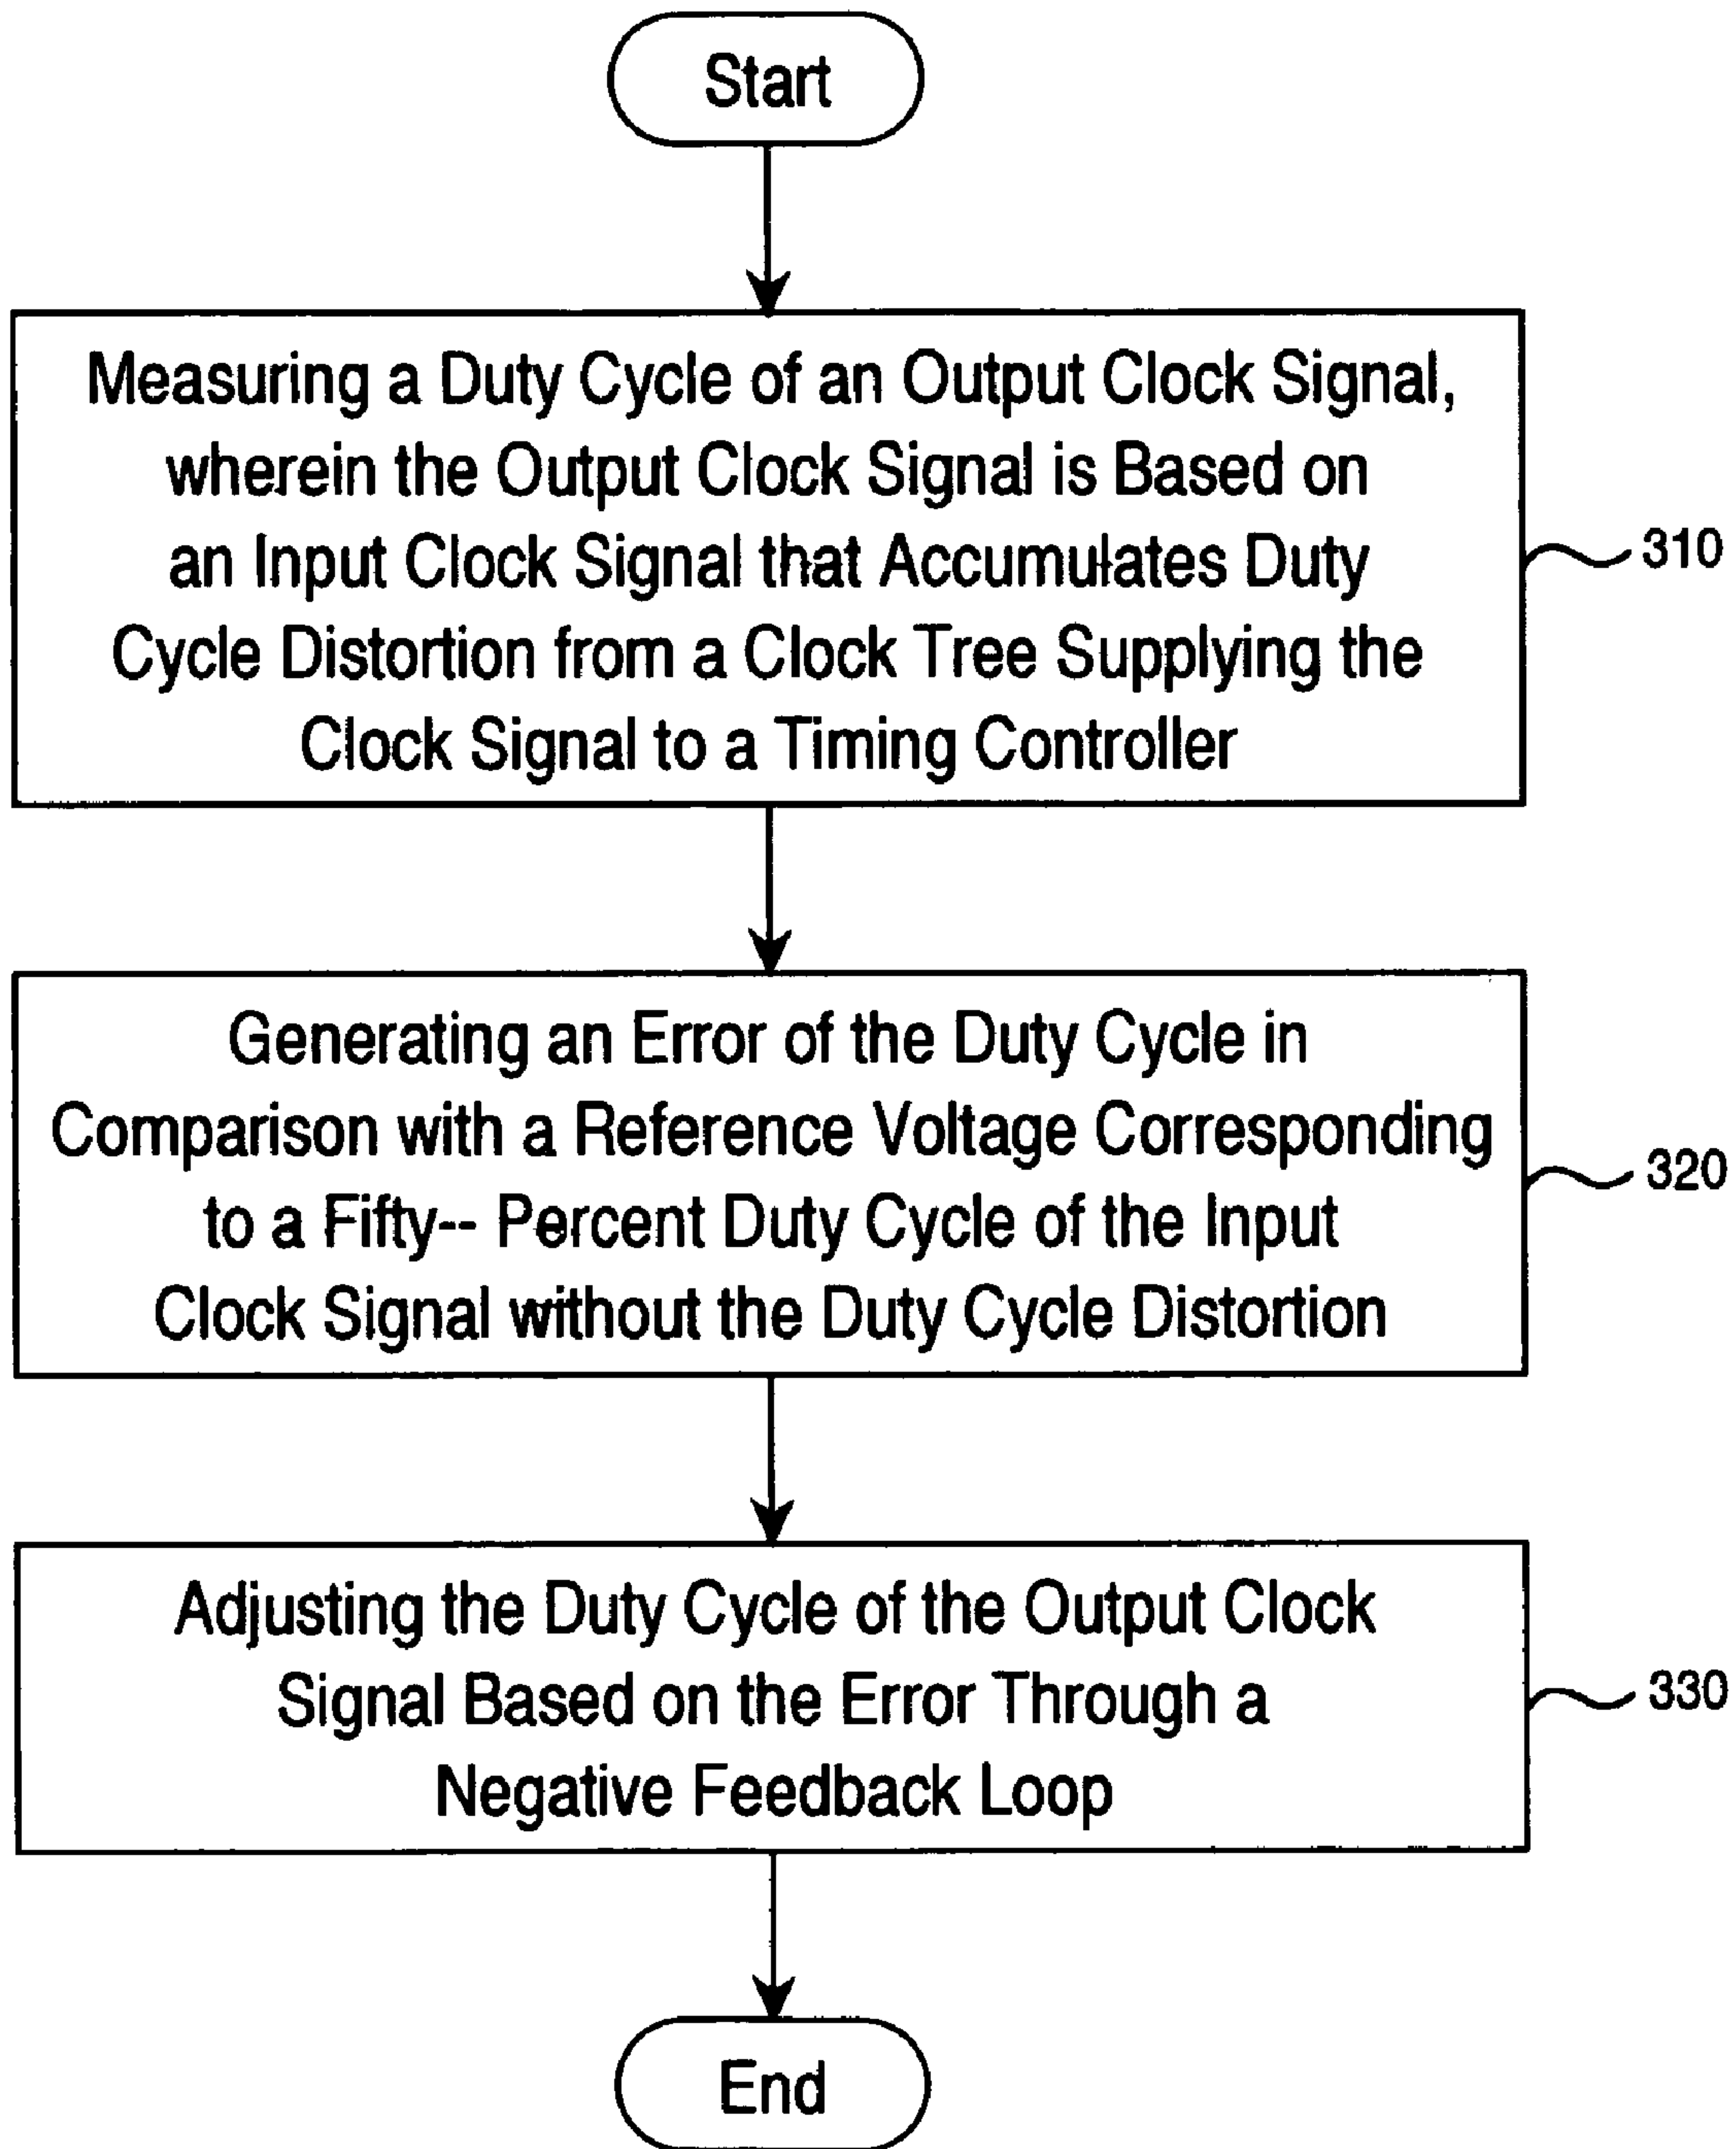 Start
Measuring a Duty Cycle of an Output Clock Signal,
wherein the Output Clock Signal is Based on
an Input Clock Signal that Accumulates Duty
Cycle Distortion from a Clock Tree Supplying the
Clock Signal to a Timing Controller
310
Generating an Error of the Duty Cycle in
Comparison with a Reference Voltage Corresponding
to a Fifty-- Percent Duty Cycle of the Input
Clock Signal without the Duty Cycle Distortion
320
Adjusting the Duty Cycle of the Output Clock
Signal Based on the Error Through a
Negative Feedback Loop
330
End